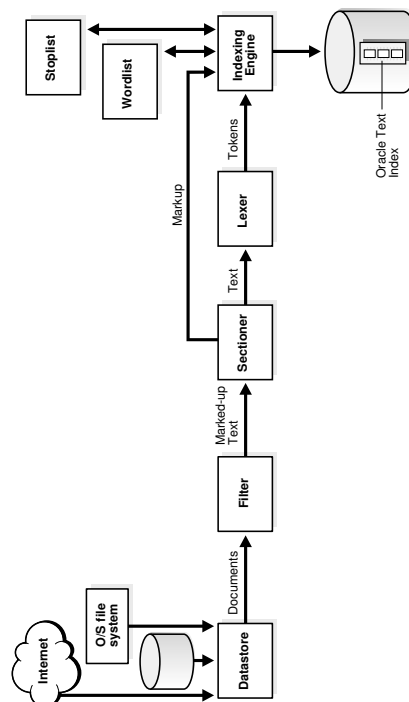 Stoplist
Wordlist
Indexing
Engine
Oracle Text
Index
Tokens
Markup
Lexer
Text
Sectioner
Marked-up
Text
Filter
Documents
Internet
O/S file
system
Datastore